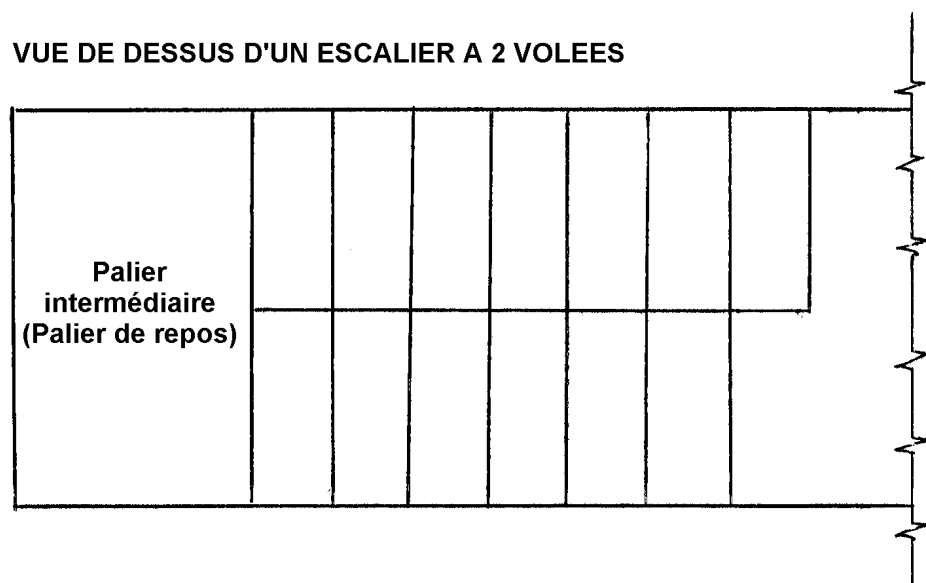 VUE DE DESSUS D'UN ESCALIER A 2 VOLEES
Palier
intermédiaire
(Palier de repos)